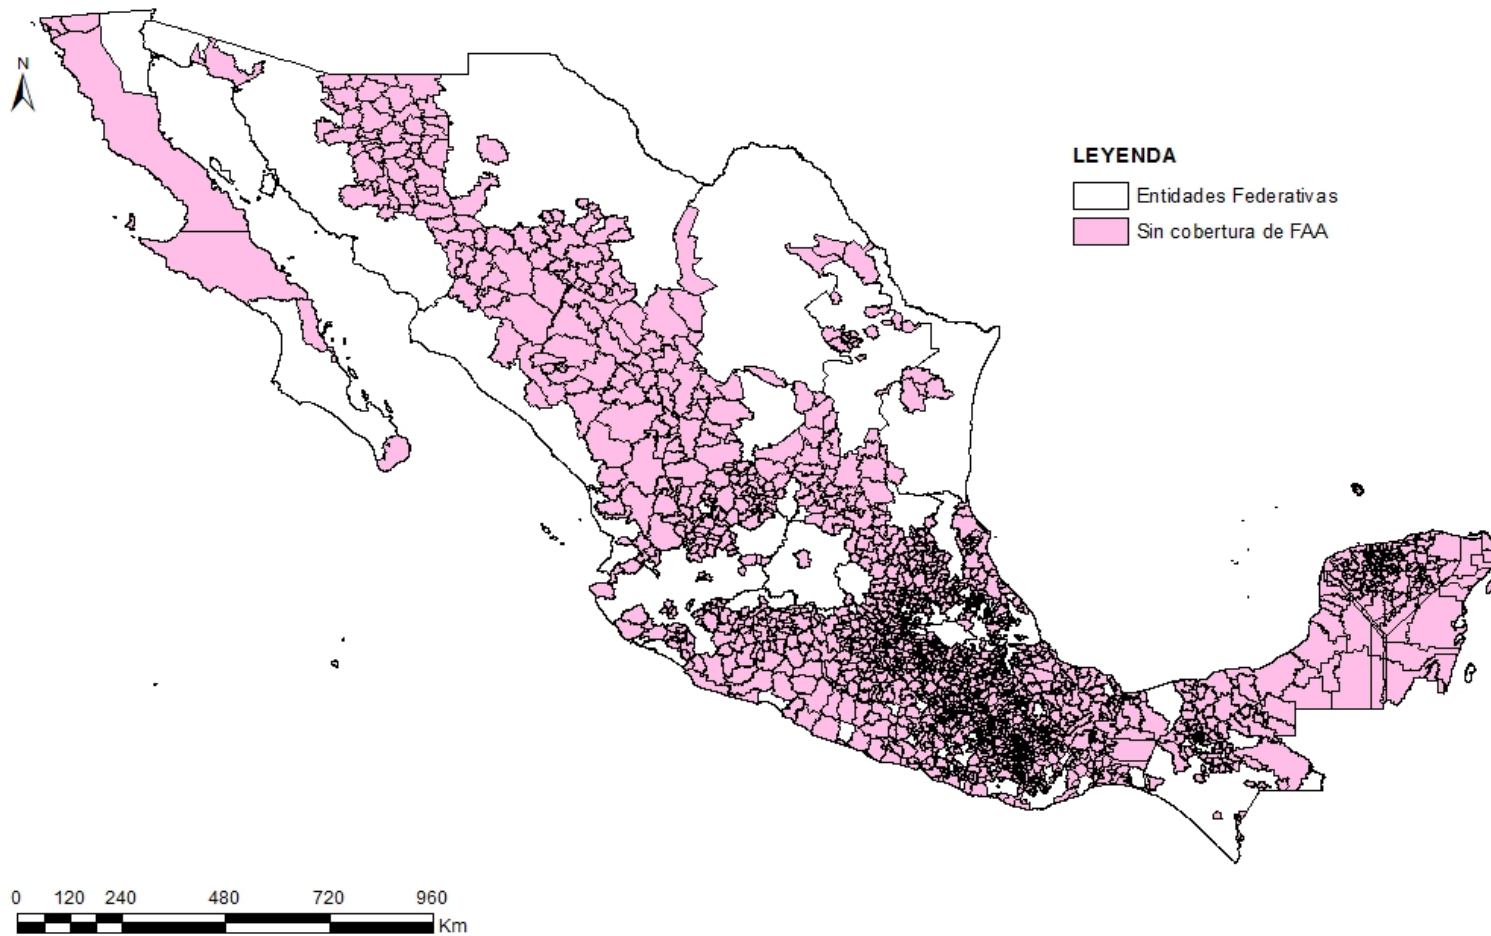 N
LEYENDA
Entidades Federativas
Sin cobertura de FAA
0 120 240 480 720 960
Km